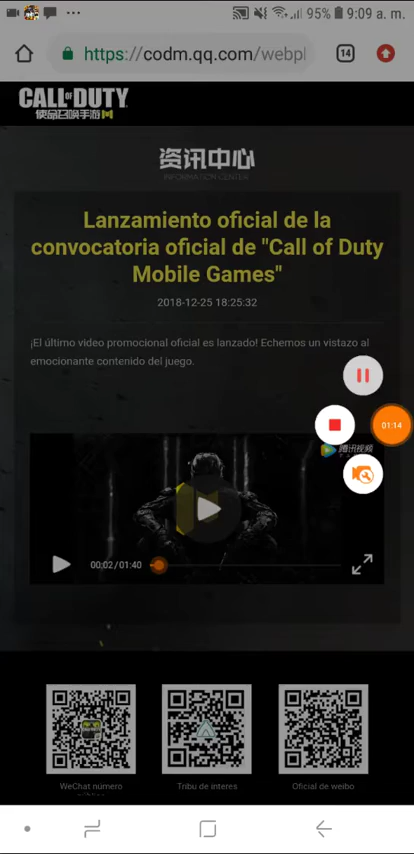 95% 9:09 a. m.
https://codm.qq.com/webpl
14
CALL OF DUTY
使命召唤手游
资讯中心
INFORMATION CENTER
Lanzamiento oficial de la
convocatoria oficial de "Call of Duty
Mobile Games"
2018-12-25 18:25:32
¡El último video promocional oficial es lanzado! Echemos un vistazo al
emocionante contenido del juego.
01:14
腾讯视频
00:02/01:40
WeChat número
público
Tribu de interes
Oficial de weibo